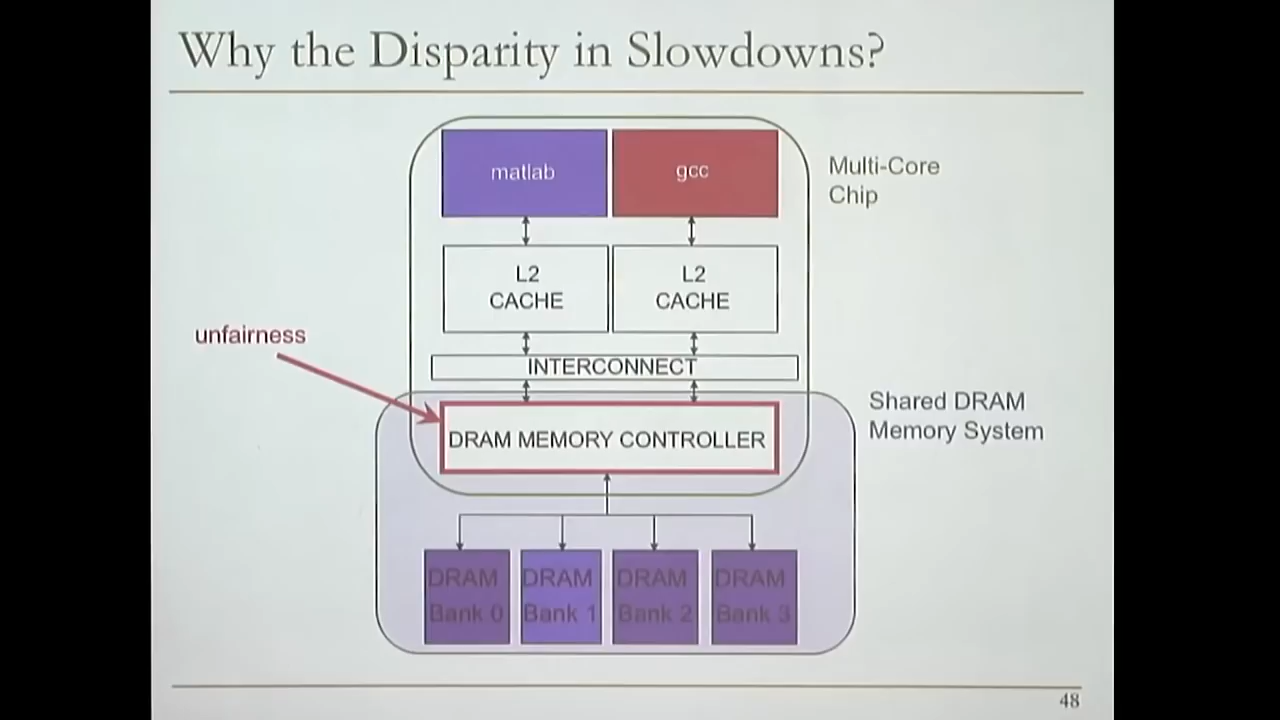 Why the Disparity in Slowdowns?
matlab
gcc
Multi-Core
Chip
L2
CACHE
L2
CACHE
unfairness
INTERCONNECT
Shared DRAM
Memory System
DRAM MEMORY CONTROLLER
DRAM
Bank 0
DRAM
Bank 1
DRAM
Bank 2
DRAM
Bank 3
48